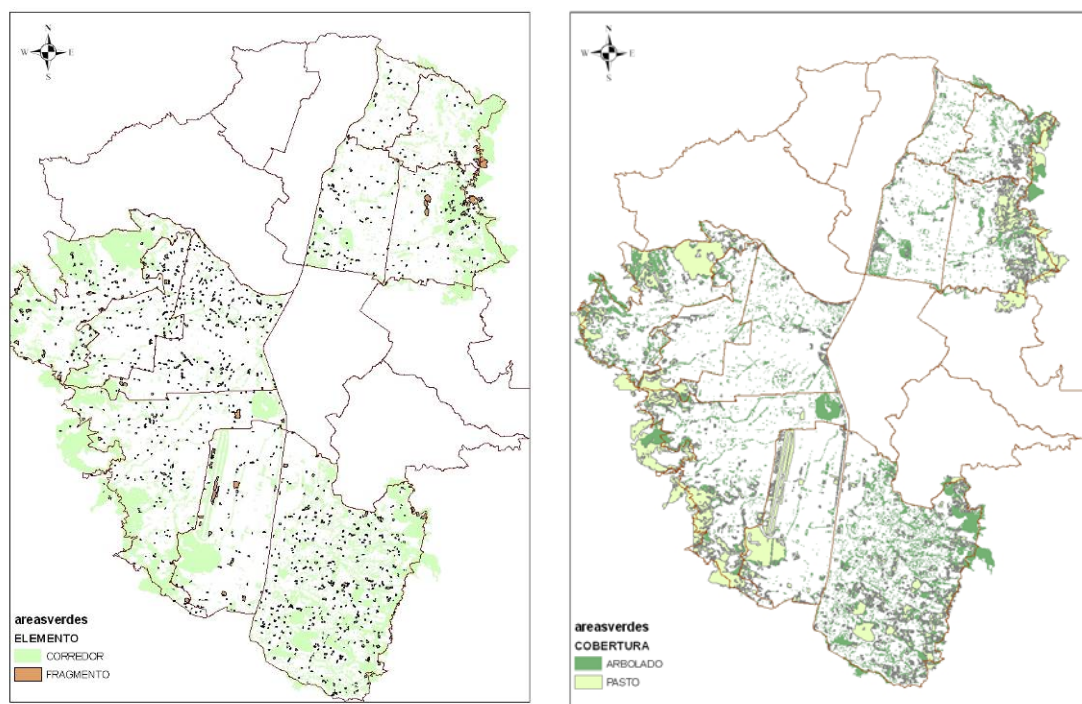 N
W E
S
areasverdes
ELEMENTO
CORREDOR
FRAGMENTO
N
W E
S
areasverdes
COBERTURA
ARBOLADO
PASTO